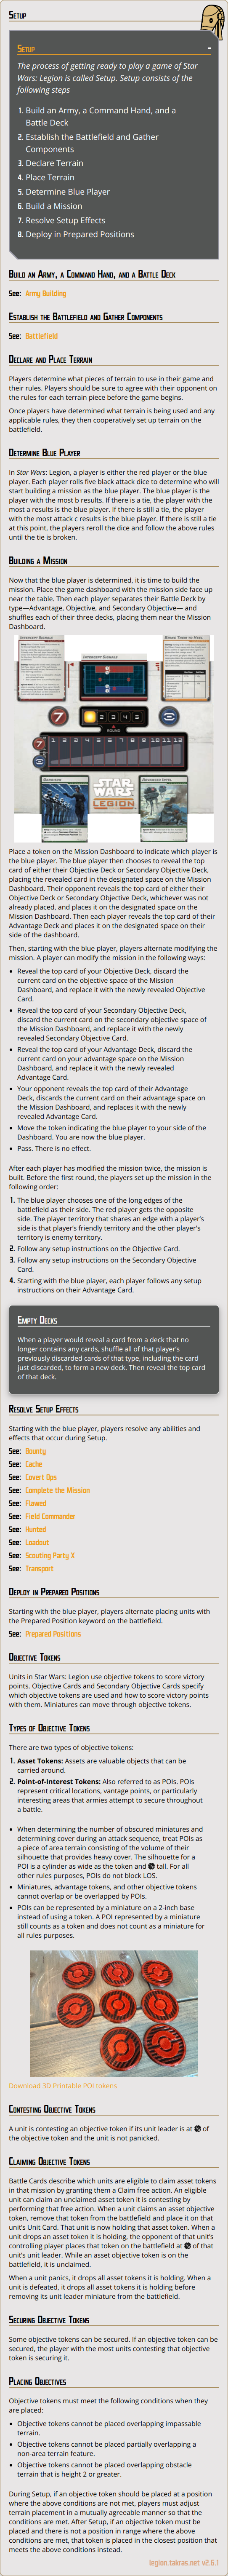 Setup
Setup
The process of getting ready to play a game of Star
Wars: Legion is called Setup. Setup consists of the
following steps
1. Build an Army, a Command Hand, and a
Battle Deck
2. Establish the Battlefield and Gather
Components
3. Declare Terrain
4. Place Terrain
5. Determine Blue Player
6. Build a Mission
7. Resolve Setup Effects
8. Deploy in Prepared Positions
Build an Army, a Command Hand, and a Battle Deck
See: Army Building
Establish the Battlefield and Gather Components
See: Battlefield
Declare and Place Terrain
Players determine what pieces of terrain to use in their game and
their rules. Players should be sure to agree with their opponent on
the rules for each terrain piece before the game begins.
Once players have determined what terrain is being used and any
applicable rules, they then cooperatively set up terrain on the
battlefield.
Determine Blue Player
In Star Wars: Legion, a player is either the red player or the blue
player. Each player rolls five black attack dice to determine who will
start building a mission as the blue player. The blue player is the
player with the most b results. If there is a tie, the player with the
most a results is the blue player. If there is still a tie, the player
with the most attack c results is the blue player. If there is still a tie
at this point, the players reroll the dice and follow the above rules
until the tie is broken.
Building a Mission
Now that the blue player is determined, it is time to build the
mission. Place the game dashboard with the mission side face up
near the table. Then each player separates their Battle Deck by
type—Advantage, Objective, and Secondary Objective— and
shuffles each of their three decks, placing them near the Mission
Dashboard.
Intercept Signals
Intercept Signals
ROUND
1 2 3 4 5 6 7 8 9 10 11 12
STAR
WARS
LEGION
Advanced Intel
Place a token on the Mission Dashboard to indicate which player is
the blue player. The blue player then chooses to reveal the top
card of either their Objective Deck or Secondary Objective Deck,
placing the revealed card in the designated space on the Mission
Dashboard. Their opponent reveals the top card of either their
Objective Deck or Secondary Objective Deck, whichever was not
already placed, and places it on the designated space on the
Mission Dashboard. Then each player reveals the top card of their
Advantage Deck and places it on the designated space on their
side of the dashboard.
Then, starting with the blue player, players alternate modifying the
mission. A player can modify the mission in the following ways:
• Reveal the top card of your Objective Deck, discard the
current card on the objective space of the Mission
Dashboard, and replace it with the newly revealed Objective
Card.
• Reveal the top card of your Secondary Objective Deck,
discard the current card on the secondary objective space of
the Mission Dashboard, and replace it with the newly
revealed Secondary Objective Card.
• Reveal the top card of your Advantage Deck, discard the
current card on your advantage space on the Mission
Dashboard, and replace it with the newly revealed
Advantage Card.
• Your opponent reveals the top card of their Advantage
Deck, discards the current card on their advantage space on
the Mission Dashboard, and replaces it with the newly
revealed Advantage Card.
• Move the token indicating the blue player to your side of the
Dashboard. You are now the blue player.
• Pass. There is no effect.
After each player has modified the mission twice, the mission is
built. Before the first round, the players set up the mission in the
following order:
1. The blue player chooses one of the long edges of the
battlefield as their side. The red player gets the opposite
side. The player territory that shares an edge with a player's
side is that player's friendly territory and the other player's
territory is enemy territory.
2. Follow any setup instructions on the Objective Card.
3. Follow any setup instructions on the Secondary Objective
Card.
4. Starting with the blue player, each player follows any setup
instructions on their Advantage Card.
Empty Decks
When a player would reveal a card from a deck that no
longer contains any cards, shuffle all of that player's
previously discarded cards of that type, including the card
just discarded, to form a new deck. Then reveal the top card
of that deck.
Resolve Setup Effects
Starting with the blue player, players resolve any abilities and
effects that occur during Setup.
See: Bounty
See: Cache
See: Covert Ops
See: Complete the Mission
See: Flawed
See: Field Commander
See: Hunted
See: Loadout
See: Scouting Party X
See: Transport
Deploy in Prepared Positions
Starting with the blue player, players alternate placing units with
the Prepared Position keyword on the battlefield.
See: Prepared Positions
Objective Tokens
Units in Star Wars: Legion use objective tokens to score victory
points. Objective Cards and Secondary Objective Cards specify
which objective tokens are used and how to score victory points
with them. Miniatures can move through objective tokens.
Types of Objective Tokens
There are two types of objective tokens:
1. Asset Tokens: Assets are valuable objects that can be
carried around.
2. Point-of-Interest Tokens: Also referred to as POIs. POIs
represent critical locations, vantage points, or particularly
interesting areas that armies attempt to secure throughout
a battle.
• When determining the number of obscured miniatures and
determining cover during an attack sequence, treat POIs as
a piece of area terrain consisting of the volume of their
silhouette that provides heavy cover. The silhouette for a
POI is a cylinder as wide as the token and tall. For all
other rules purposes, POIs do not block LOS.
• Miniatures, advantage tokens, and other objective tokens
cannot overlap or be overlapped by POIs.
• POIs can be represented by a miniature on a 2-inch base
instead of using a token. A POI represented by a miniature
still counts as a token and does not count as a miniature for
all rules purposes.
Download 3D Printable POI tokens
Contesting Objective Tokens
A unit is contesting an objective token if its unit leader is at of
the objective token and the unit is not panicked.
Claiming Objective Tokens
Battle Cards describe which units are eligible to claim asset tokens
in that mission by granting them a Claim free action. An eligible
unit can claim an unclaimed asset token it is contesting by
performing that free action. When a unit claims an asset objective
token, remove that token from the battlefield and place it on that
unit's Unit Card. That unit is now holding that asset token. When a
unit drops an asset token it is holding, the opponent of that unit's
controlling player places that token on the battlefield at of that
unit's unit leader. While an asset objective token is on the
battlefield, it is unclaimed.
When a unit panics, it drops all asset tokens it is holding. When a
unit is defeated, it drops all asset tokens it is holding before
removing its unit leader miniature from the battlefield.
Securing Objective Tokens
Some objective tokens can be secured. If an objective token can be
secured, the player with the most units contesting that objective
token is securing it.
Placing Objectives
Objective tokens must meet the following conditions when they
are placed:
• Objective tokens cannot be placed overlapping impassable
terrain.
• Objective tokens cannot be placed partially overlapping a
non-area terrain feature.
• Objective tokens cannot be placed overlapping obstacle
terrain that is height 2 or greater.
During Setup, if an objective token should be placed at a position
where the above conditions are not met, players must adjust
terrain placement in a mutually agreeable manner so that the
conditions are met. After Setup, if an objective token must be
placed and there is not a position in range where the above
conditions are met, that token is placed in the closest position that
meets the above conditions instead.
legion.takras.net v2.6.1